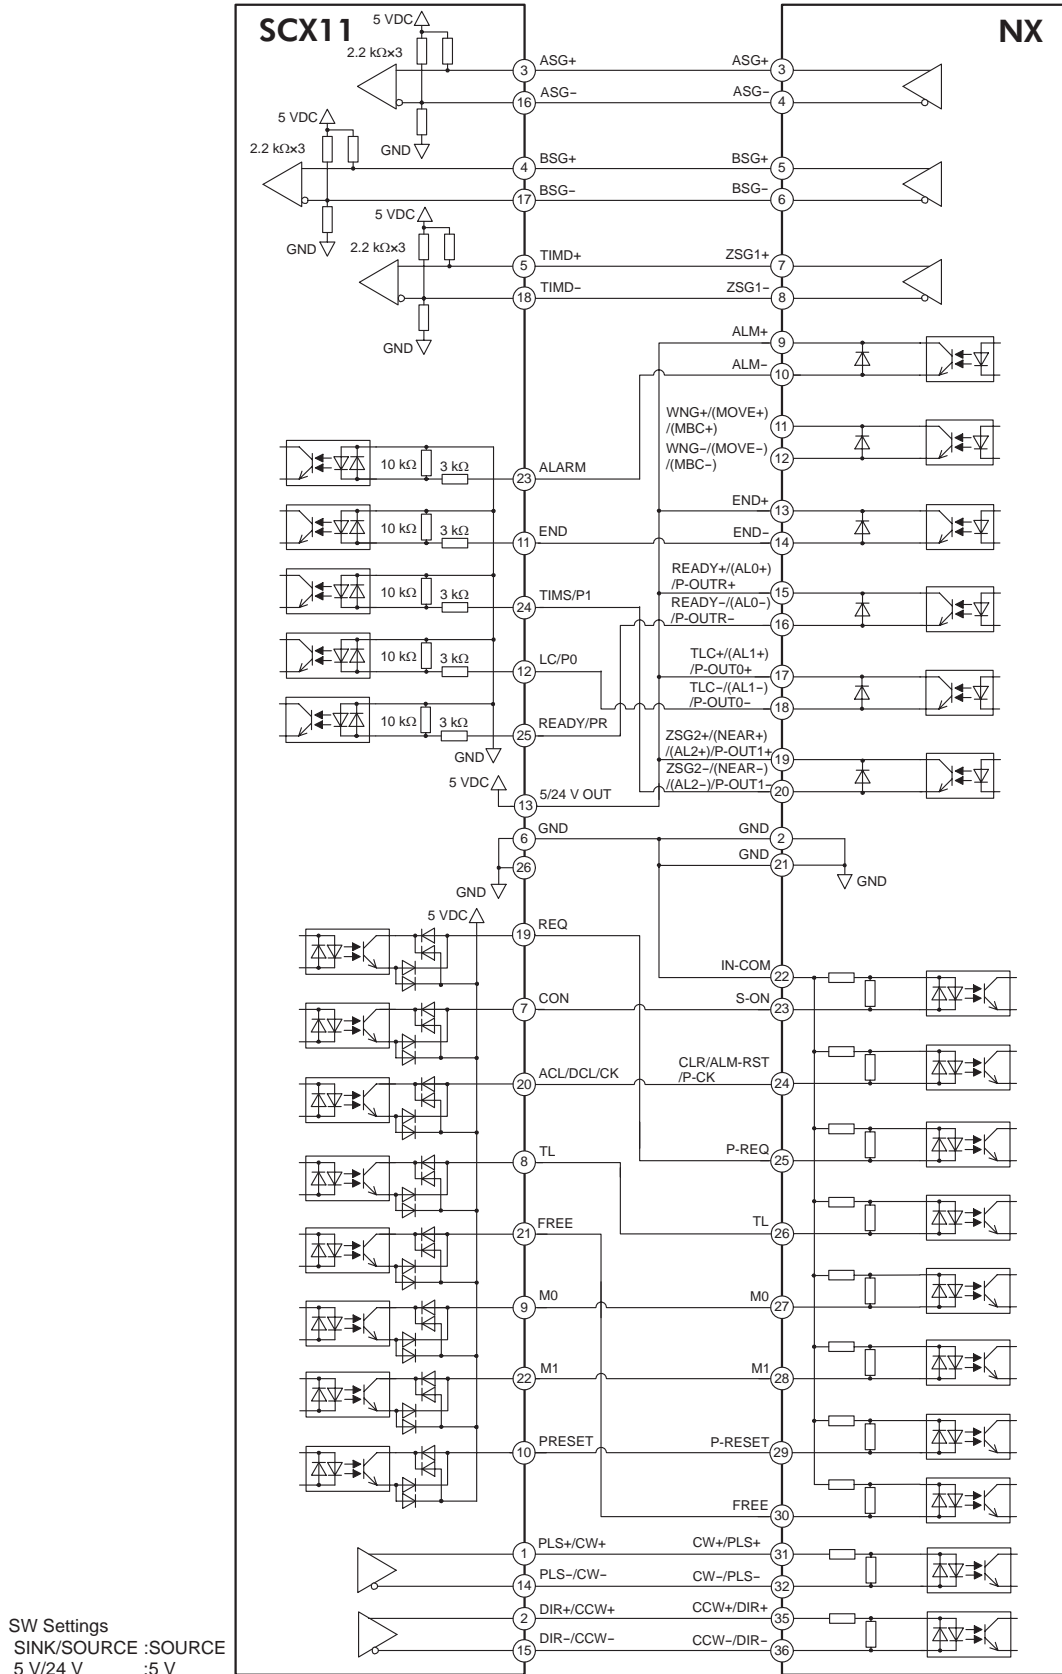 SCX11
NX
5 VDC
2.2 kΩ×3
3
ASG+
ASG+
3
16
ASG−
ASG−
4
5 VDC
GND
2.2 kΩ×3
4
BSG+
BSG+
5
17
BSG−
BSG−
6
5 VDC
GND
2.2 kΩ×3
5
TIMD+
ZSG1+
7
18
TIMD−
ZSG1−
8
GND
ALM+
9
ALM−
10
WNG+/(MOVE+)
/(MBC+)
11
WNG−/(MOVE−)
/(MBC−)
12
10 kΩ
3 kΩ
23
ALARM
END+
13
10 kΩ
3 kΩ
11
END
END−
14
READY+/(AL0+)
/P-OUTR+
15
10 kΩ
3 kΩ
24
TIMS/P1
READY−/(AL0−)
/P-OUTR−
16
TLC+/(AL1+)
/P-OUT0+
17
10 kΩ
3 kΩ
12
LC/P0
TLC−/(AL1−)
/P-OUT0−
18
10 kΩ
3 kΩ
25
READY/PR
ZSG2+/(NEAR+)
/(AL2+)/P-OUT1+
19
GND
ZSG2−/(NEAR−)
/(AL2−)/P-OUT1−
20
5 VDC
13
5/24 V OUT
6
GND
GND
2
26
GND
21
GND
GND
5 VDC
19
REQ
IN-COM
22
7
CON
S-ON
23
20
ACL/DCL/CK
CLR/ALM-RST
/P-CK
24
8
TL
P-REQ
25
21
FREE
TL
26
9
M0
M0
27
22
M1
M1
28
10
PRESET
P-RESET
29
FREE
30
1
PLS+/CW+
CW+/PLS+
31
14
PLS−/CW−
CW−/PLS−
32
2
DIR+/CCW+
CCW+/DIR+
35
15
DIR−/CCW−
CCW−/DIR−
36
SW Settings
SINK/SOURCE :SOURCE
5 V/24 V :5 V